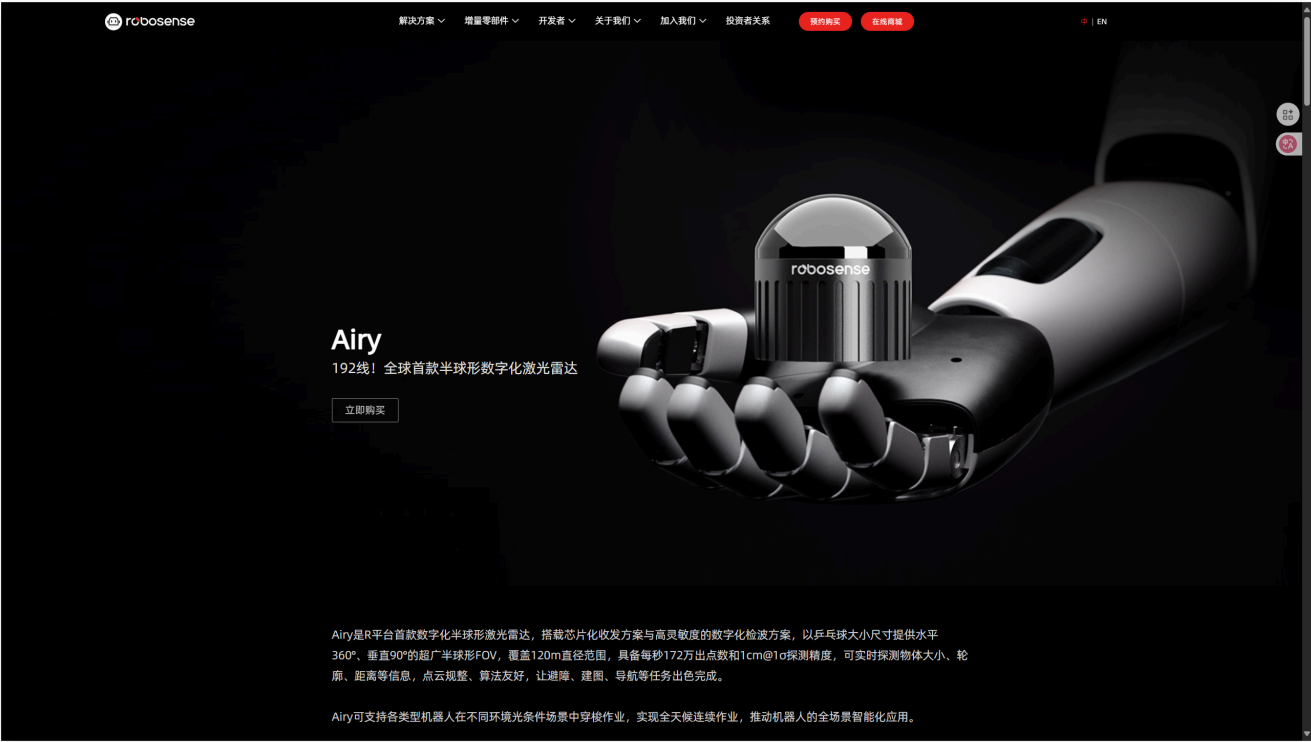 robosense
解决方案 增量零部件 开发者 关于我们 加入我们 投资者关系 预约购买 在线商城 中 | EN
robosense
Airy
192线！全球首款半球形数字化激光雷达
立即购买
Airy是R平台首款数字化半球形激光雷达，搭载芯片化收发方案与高灵敏度的数字化检波方案，以乒乓球大小尺寸提供水平
360°、垂直90°的超广半球形FOV，覆盖120m直径范围，具备每秒172万出点数和1cm@1σ探测精度，可实时探测物体大小、轮
廓、距离等信息，点云规整、算法友好，让避障、建图、导航等任务出色完成。
Airy可支持各类型机器人在不同环境光条件场景中穿梭作业，实现全天候连续作业，推动机器人的全场景智能化应用。